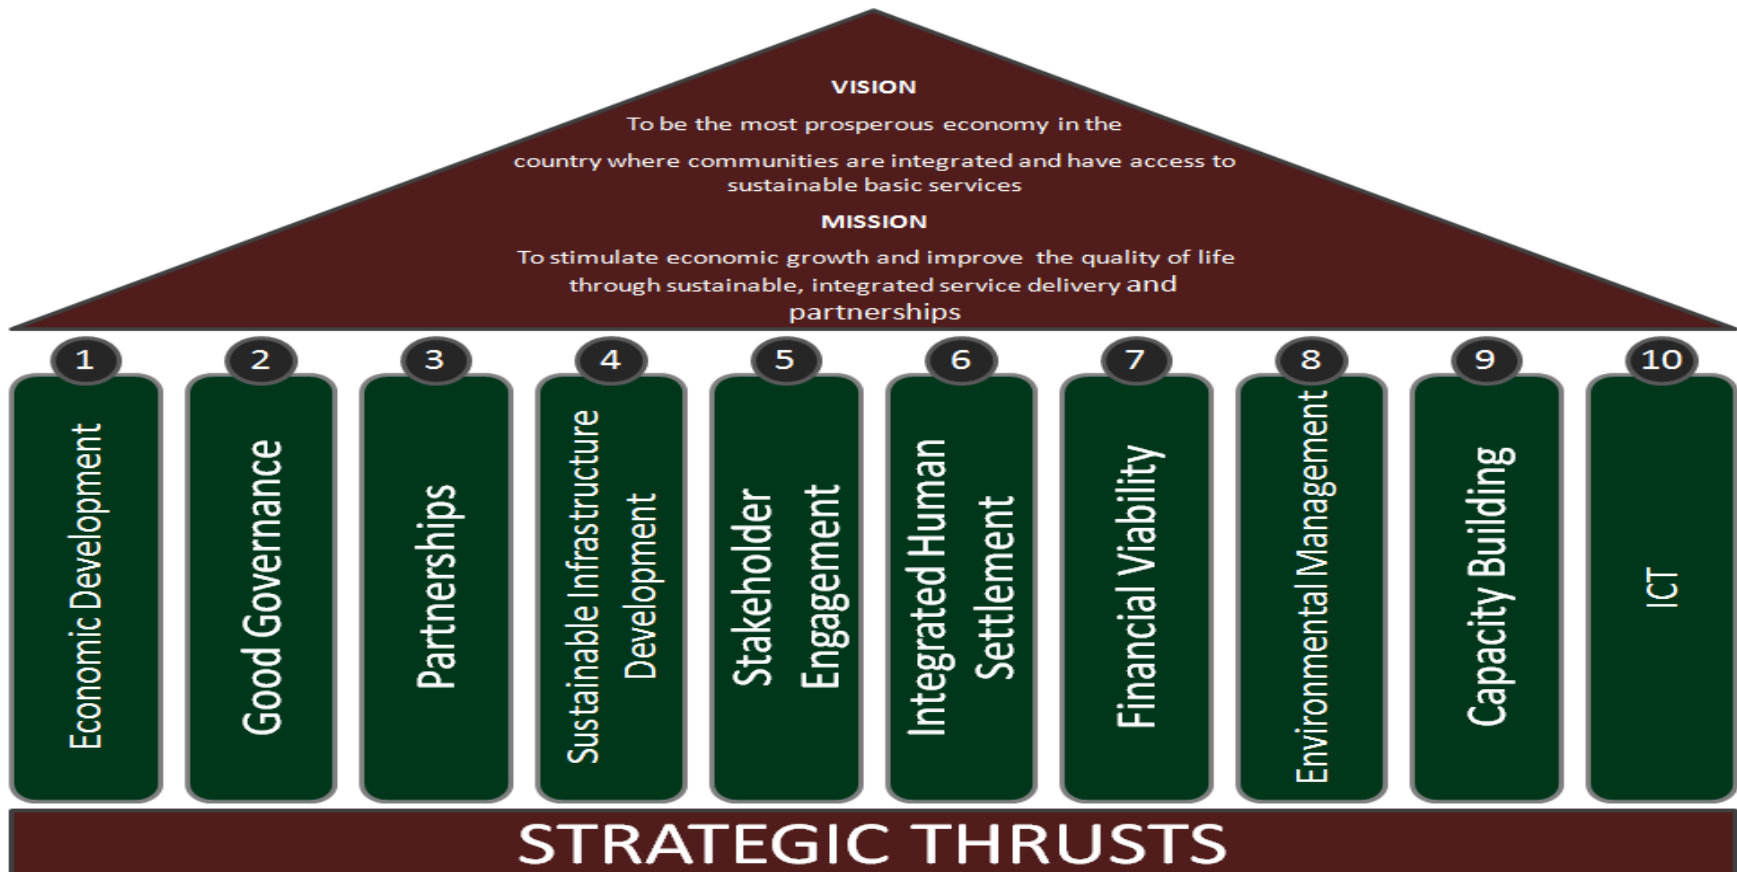 VISION
To be the most prosperous economy in the
country where communities are integrated and have access to
sustainable basic services
MISSION
To stimulate economic growth and improve the quality of life
through sustainable, integrated service delivery and
partnerships
1
Economic Development
2
Good Governance
3
Partnerships
4
Sustainable Infrastructure
Development
5
Stakeholder
Engagement
6
Integrated Human
Settlement
7
Financial Viability
8
Environmental Management
9
Capacity Building
10
ICT
STRATEGIC THRUSTS